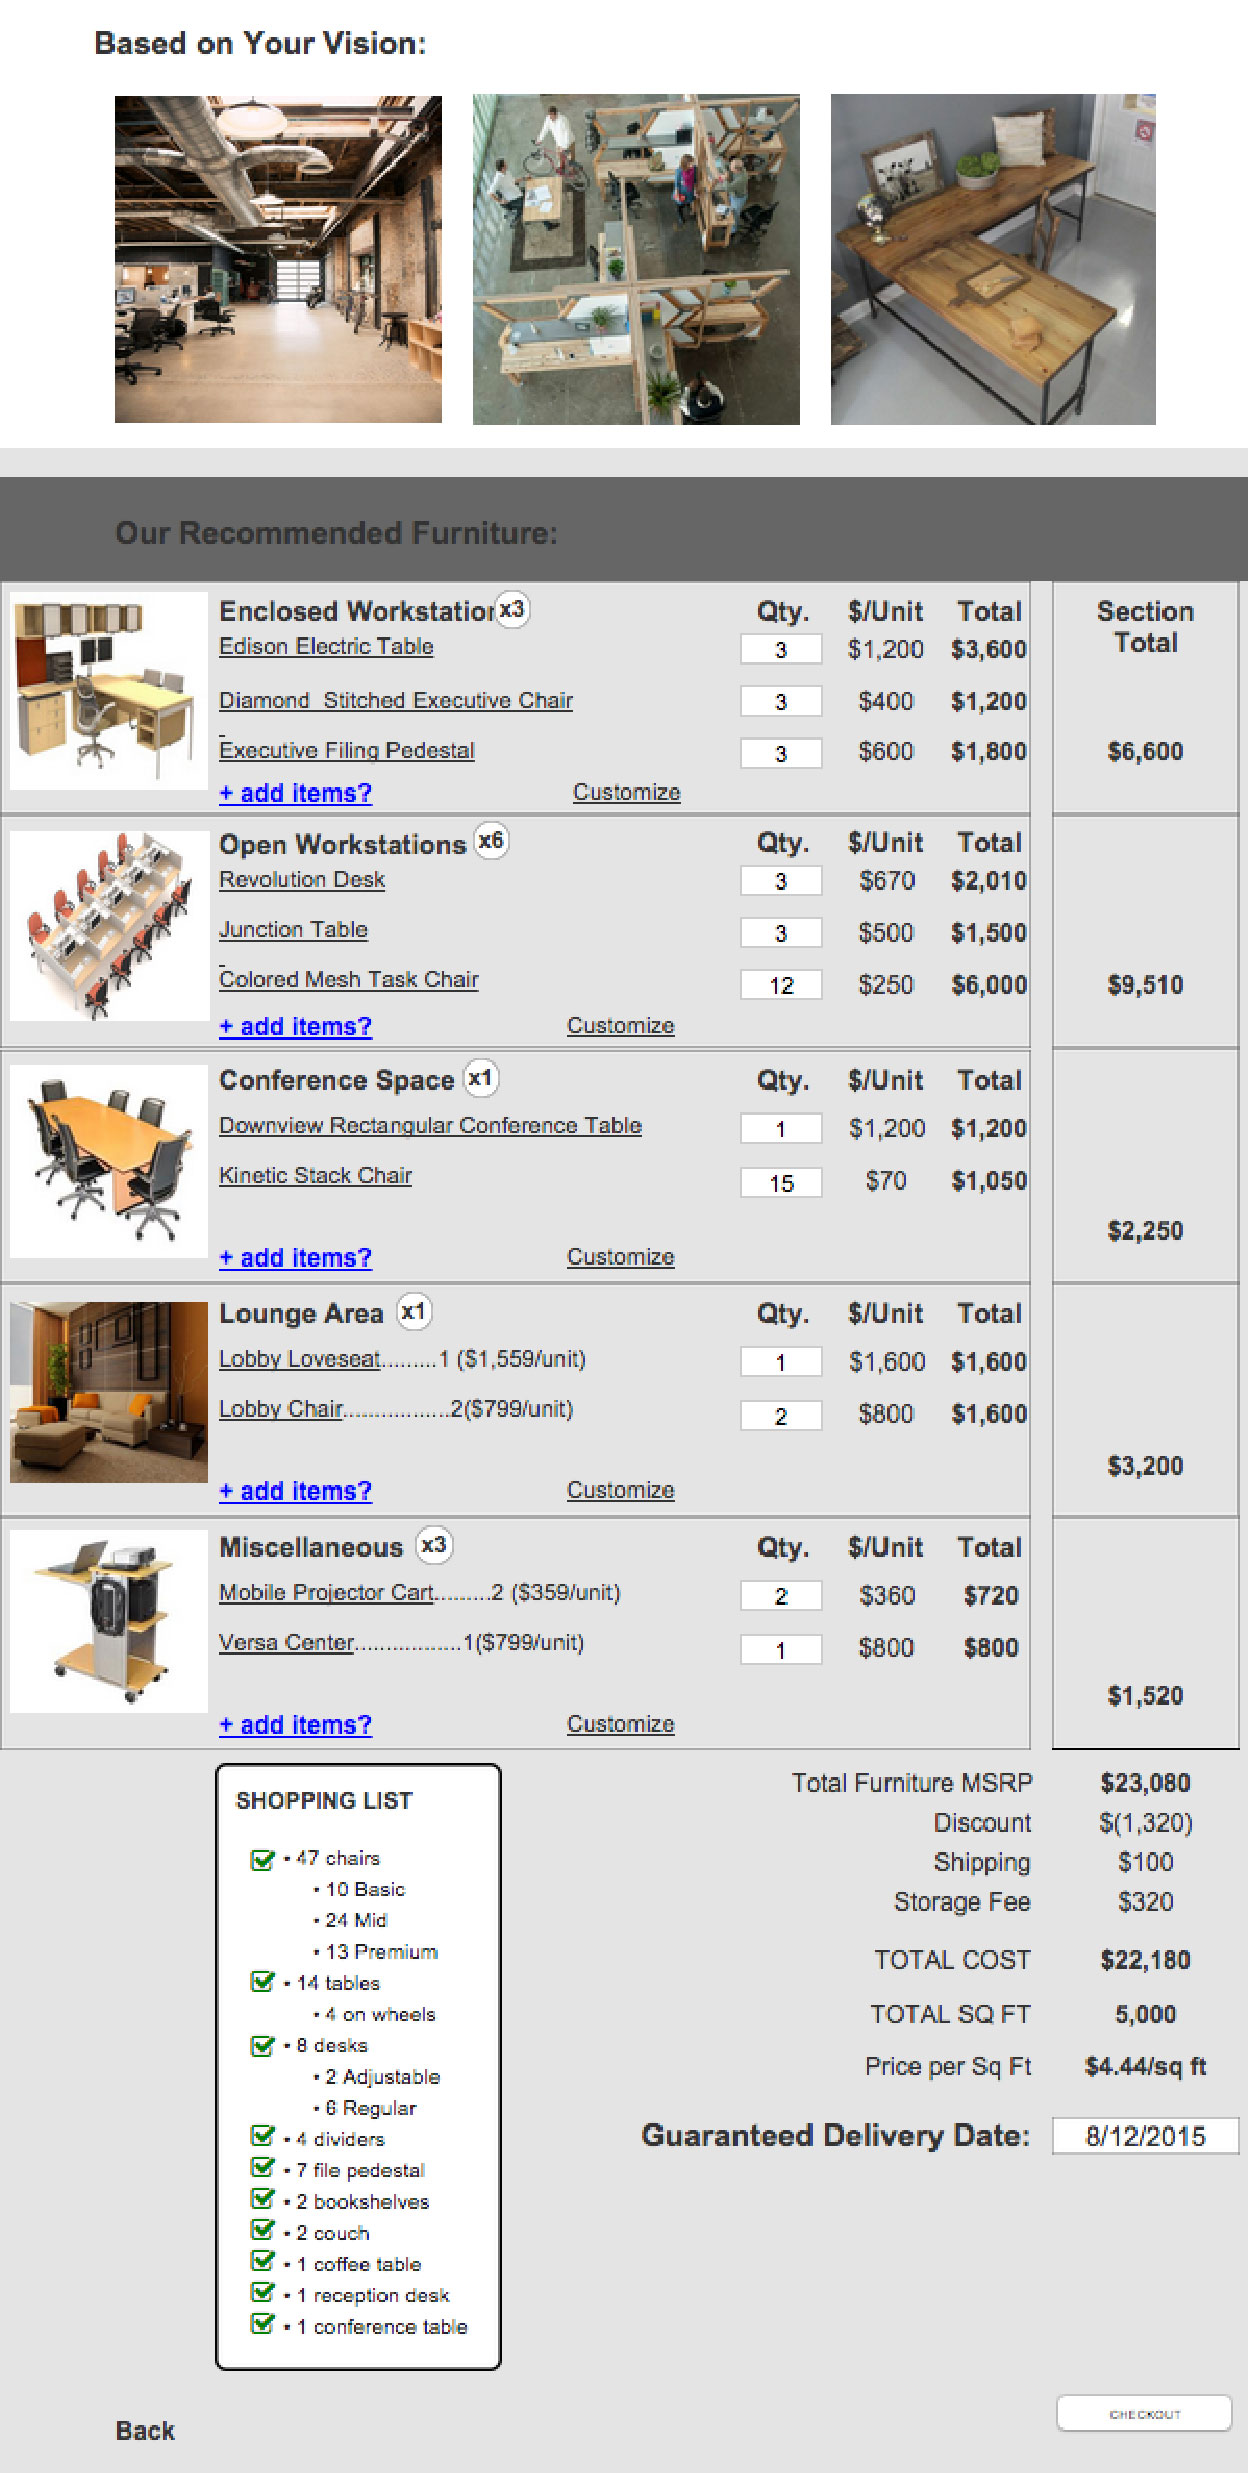 Based on Your Vision:
Our Recommended Furniture:
Enclosed Workstation x3 Qty. $/Unit Total Section Total
Edison Electric Table 3 $1,200 $3,600
Diamond Stitched Executive Chair 3 $400 $1,200
Executive Filing Pedestal 3 $600 $1,800 $6,600
+ add items? Customize
Open Workstations x6 Qty. $/Unit Total
Revolution Desk 3 $670 $2,010
Junction Table 3 $500 $1,500
Colored Mesh Task Chair 12 $250 $6,000 $9,510
+ add items? Customize
Conference Space x1 Qty. $/Unit Total
Downview Rectangular Conference Table 1 $1,200 $1,200
Kinetic Stack Chair 15 $70 $1,050
$2,250
+ add items? Customize
Lounge Area x1 Qty. $/Unit Total
Lobby Loveseat.........1 ($1,559/unit) 1 $1,600 $1,600
Lobby Chair.................2($799/unit) 2 $800 $1,600
$3,200
+ add items? Customize
Miscellaneous x3 Qty. $/Unit Total
Mobile Projector Cart.........2 ($359/unit) 2 $360 $720
Versa Center.................1($799/unit) 1 $800 $800
$1,520
+ add items? Customize
SHOPPING LIST
• 47 chairs
• 10 Basic
• 24 Mid
• 13 Premium
• 14 tables
• 4 on wheels
• 8 desks
• 2 Adjustable
• 6 Regular
• 4 dividers
• 7 file pedestal
• 2 bookshelves
• 2 couch
• 1 coffee table
• 1 reception desk
• 1 conference table
Total Furniture MSRP $23,080
Discount $(1,320)
Shipping $100
Storage Fee $320
TOTAL COST $22,180
TOTAL SQ FT 5,000
Price per Sq Ft $4.44/sq ft
Guaranteed Delivery Date: 8/12/2015
CHECKOUT
Back